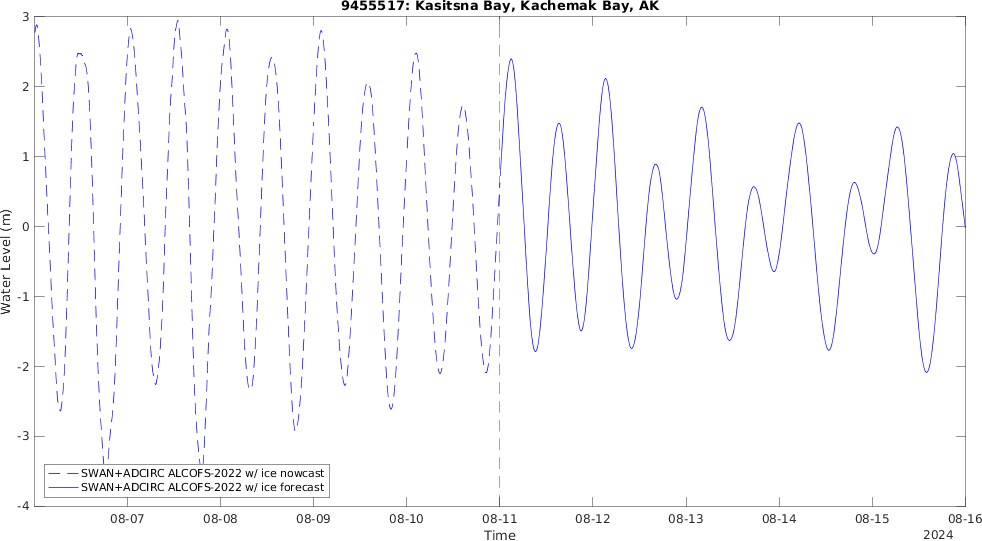 9455517: Kasitsna Bay, Kachemak Bay, AK
3
2
1
0
-1
-2
-3
-4
Water Level (m)
SWAN+ADCIRC ALCOFS-2022 w/ ice nowcast
SWAN+ADCIRC ALCOFS-2022 w/ ice forecast
08-07 08-08 08-09 08-10 08-11 08-12 08-13 08-14 08-15 08-16
Time
2024